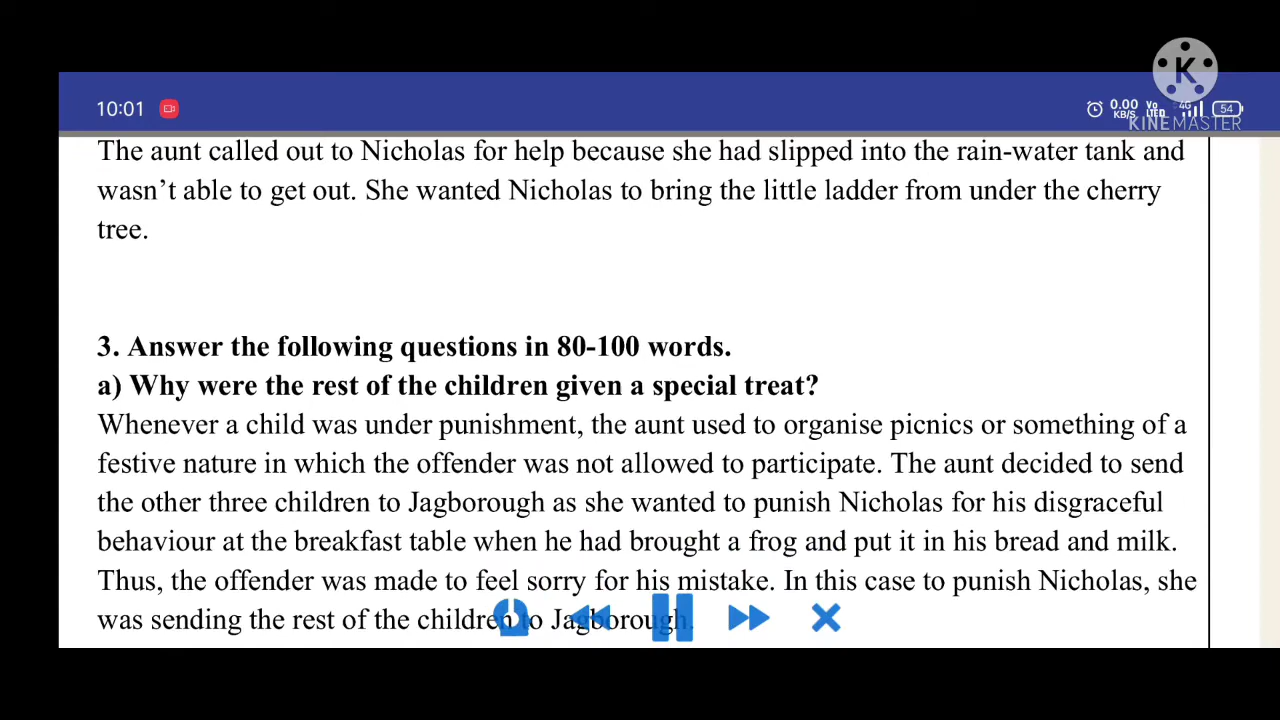 K
10:01
0.00 KB/S Vo LTED 4G 54
KINEMASTER
The aunt called out to Nicholas for help because she had slipped into the rain-water tank and
wasn't able to get out. She wanted Nicholas to bring the little ladder from under the cherry
tree.
3. Answer the following questions in 80-100 words.
a) Why were the rest of the children given a special treat?
Whenever a child was under punishment, the aunt used to organise picnics or something of a
festive nature in which the offender was not allowed to participate. The aunt decided to send
the other three children to Jagborough as she wanted to punish Nicholas for his disgraceful
behaviour at the breakfast table when he had brought a frog and put it in his bread and milk.
Thus, the offender was made to feel sorry for his mistake. In this case to punish Nicholas, she
was sending the rest of the children to Jagborough.